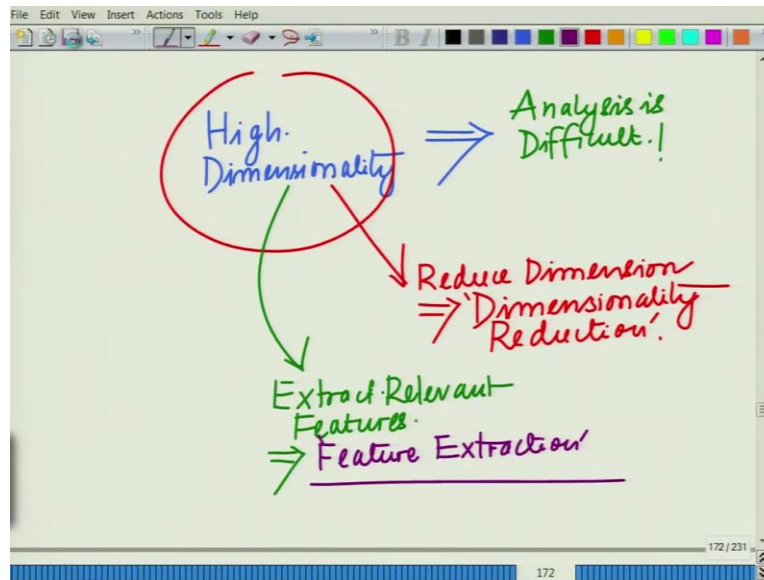 File Edit View Insert Actions Tools Help
B I
High.
Dimensionality
Analysis is
Difficult.!
Reduce Dimension
⇒ 'Dimensionality
Reduction'.
Extract Relevant
Features.
⇒ 'Feature Extraction'
172 / 231
172